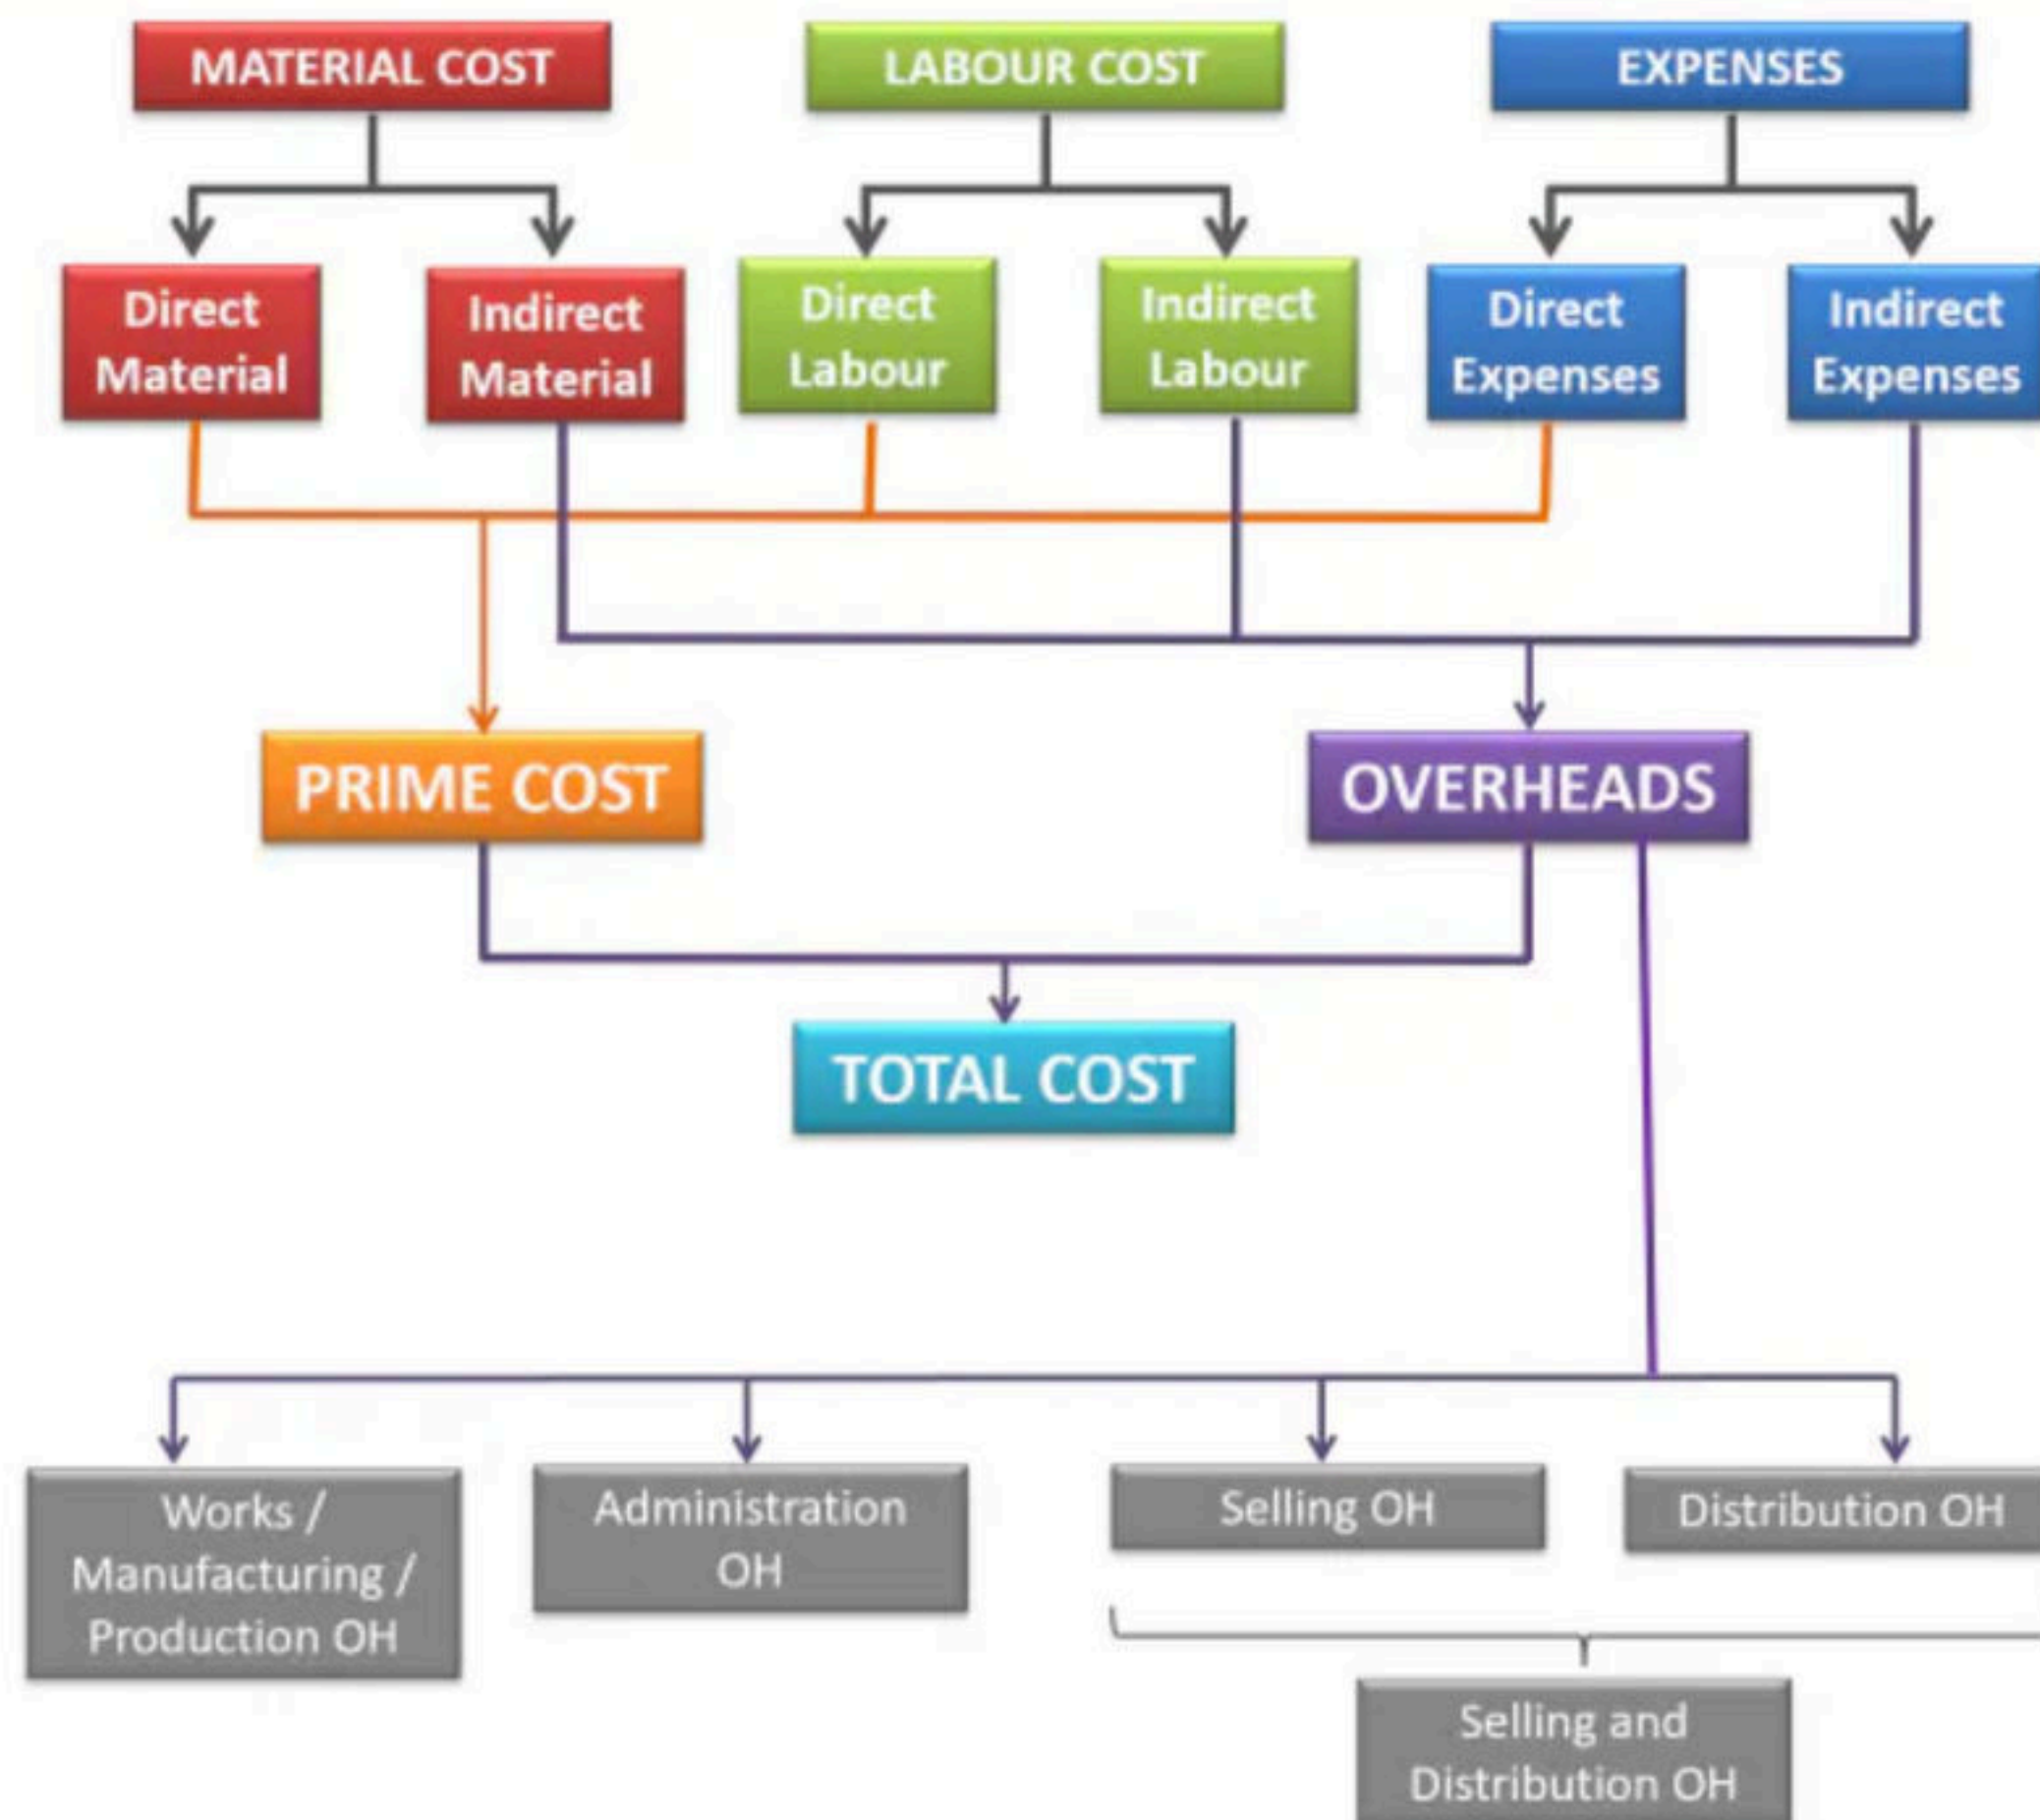 MATERIAL COST
LABOUR COST
EXPENSES
Direct
Material
Indirect
Material
Direct
Labour
Indirect
Labour
Direct
Expenses
Indirect
Expenses
PRIME COST
OVERHEADS
TOTAL COST
Works /
Manufacturing /
Production OH
Administration
OH
Selling OH
Distribution OH
Selling and
Distribution OH